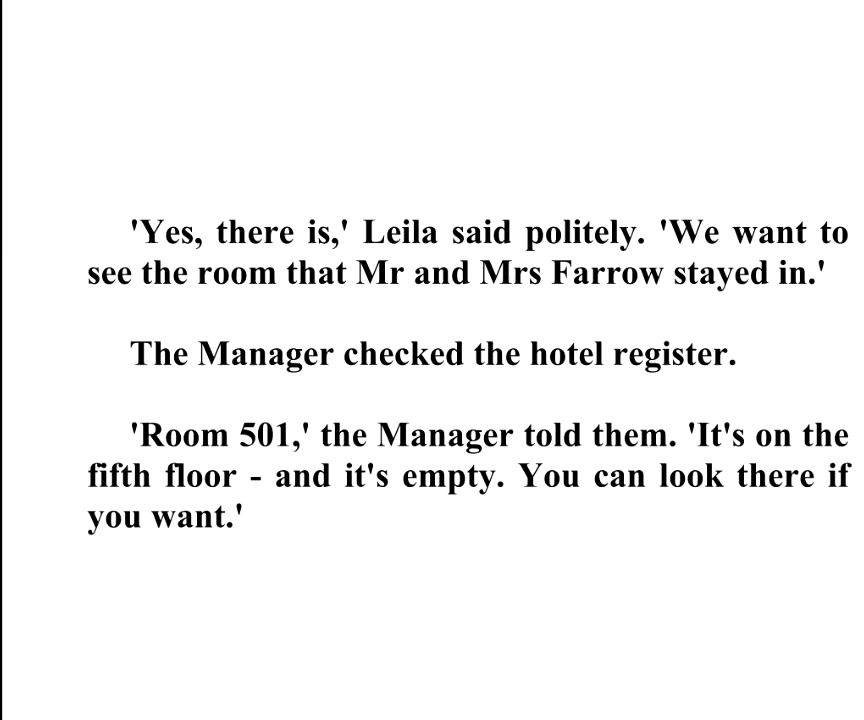 'Yes, there is,' Leila said politely. 'We want to
see the room that Mr and Mrs Farrow stayed in.'
The Manager checked the hotel register.
'Room 501,' the Manager told them. 'It's on the
fifth floor - and it's empty. You can look there if
you want.'